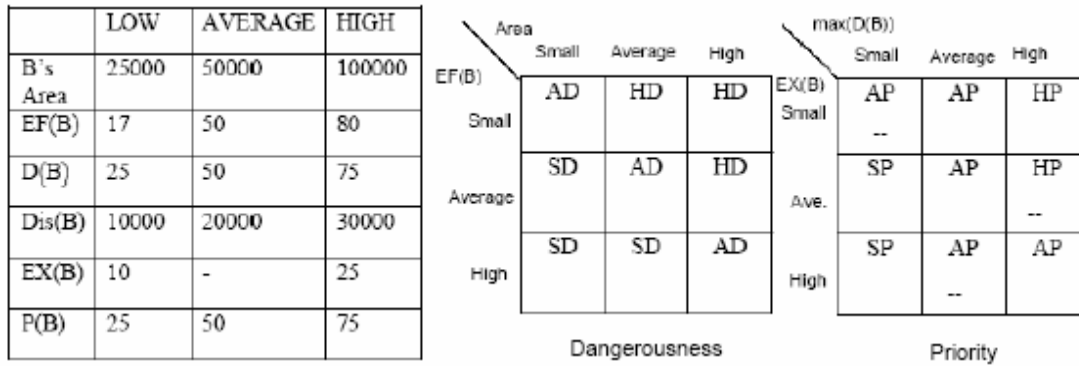 LOW AVERAGE HIGH
B's Area 25000 50000 100000
EF(B) 17 50 80
D(B) 25 50 75
Dis(B) 10000 20000 30000
EX(B) 10 - 25
P(B) 25 50 75
Area
Small Average High
EF(B)
Small AD HD HD
Average SD AD HD
High SD SD AD
Dangerousness
max(D(B))
Small Average High
EX(B)
Small AP AP HP
--
Ave. SP AP HP
--
High SP AP AP
--
Priority